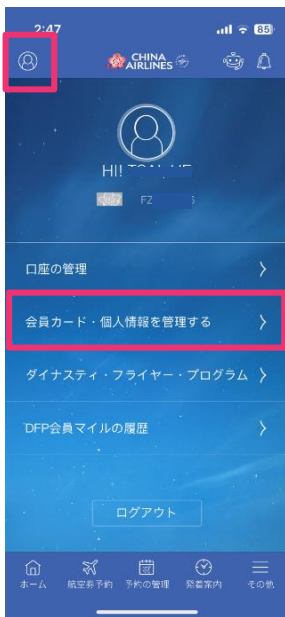 2:47
85
CHINA AIRLINES
HI!
FZ
口座の管理
会員カード・個人情報を管理する
ダイナスティ・フライヤー・プログラム
DFP会員マイルの履歴
ログアウト
ホーム 航空券予約 予約の管理 発着案内 その他